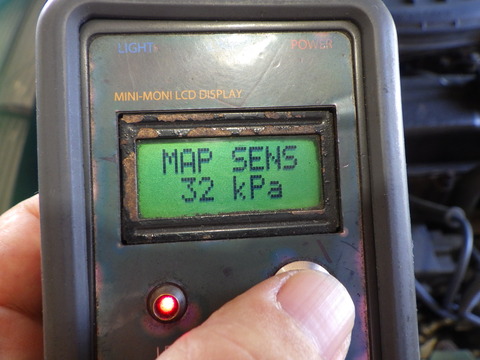 LIGHT
POWER
MINI-MONI LCD DISPLAY
MAP SENS
32 kPa